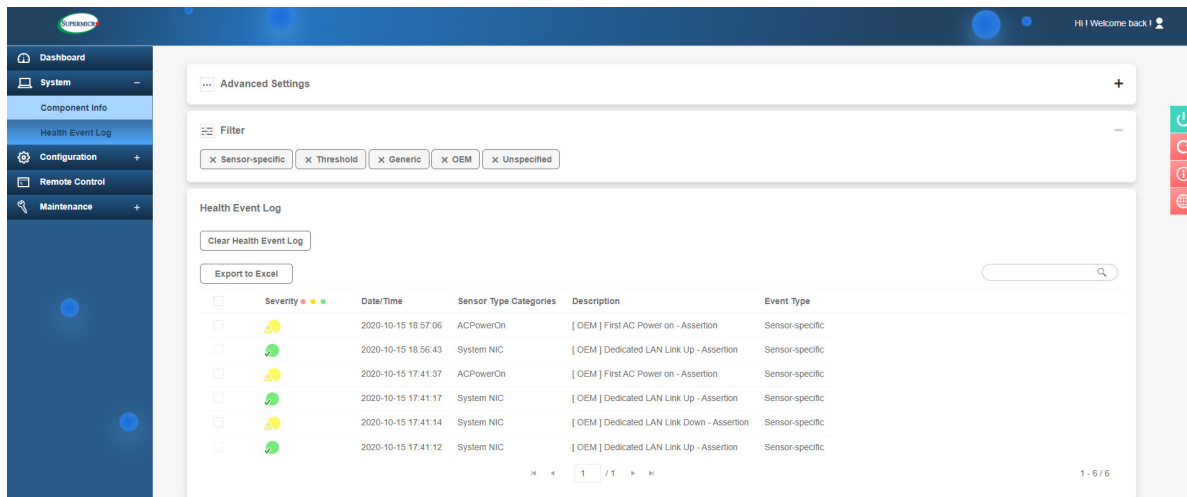 SUPERMICR
Hi ! Welcome back !
Dashboard
System
Component Info
Health Event Log
Configuration
Remote Control
Maintenance
Advanced Settings
Filter
Sensor-specific Threshold Generic OEM Unspecified
Health Event Log
Clear Health Event Log
Export to Excel
Severity Date/Time Sensor Type Categories Description Event Type
2020-10-15 18:57:06 ACPowerOn [ OEM ] First AC Power on - Assertion Sensor-specific
2020-10-15 18:56:43 System NIC [ OEM ] Dedicated LAN Link Up - Assertion Sensor-specific
2020-10-15 17:41:37 ACPowerOn [ OEM ] First AC Power on - Assertion Sensor-specific
2020-10-15 17:41:17 System NIC [ OEM ] Dedicated LAN Link Up - Assertion Sensor-specific
2020-10-15 17:41:14 System NIC [ OEM ] Dedicated LAN Link Down - Assertion Sensor-specific
2020-10-15 17:41:12 System NIC [ OEM ] Dedicated LAN Link Up - Assertion Sensor-specific
1 / 1
1 - 6 / 6